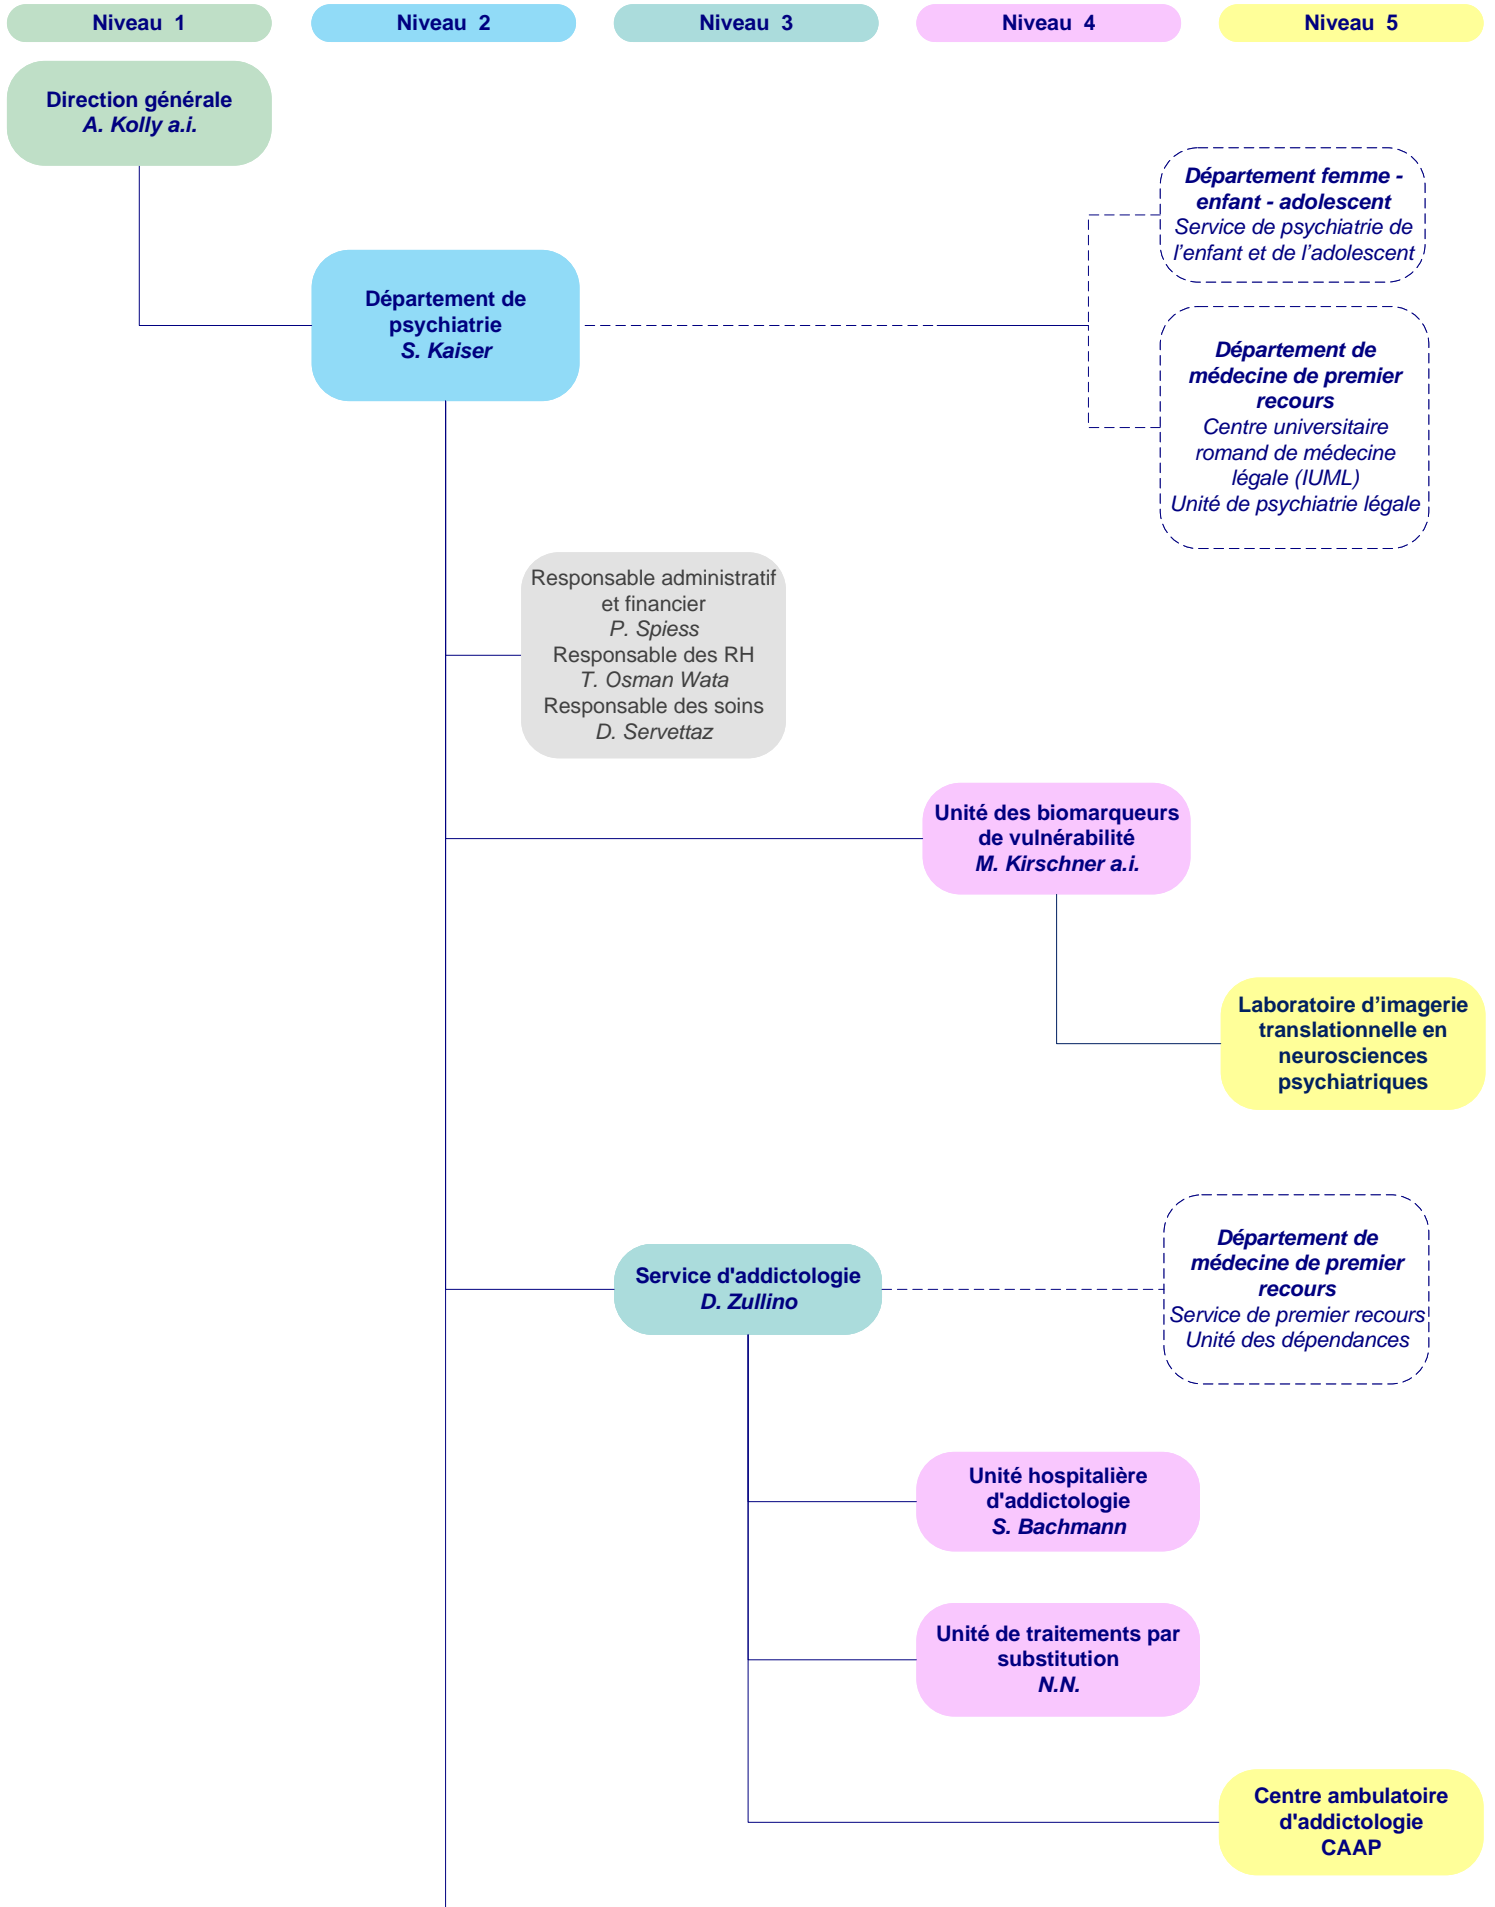 Niveau 1
Niveau 2
Niveau 3
Niveau 4
Niveau 5
Direction générale
A. Kolly a.i.
Département femme -
enfant - adolescent
Service de psychiatrie de
l'enfant et de l'adolescent
Département de
psychiatrie
S. Kaiser
Département de
médecine de premier
recours
Centre universitaire
romand de médecine
légale (IUML)
Unité de psychiatrie légale
Responsable administratif
et financier
P. Spiess
Responsable des RH
T. Osman Wata
Responsable des soins
D. Servettaz
Unité des biomarqueurs
de vulnérabilité
M. Kirschner a.i.
Laboratoire d’imagerie
translationnelle en
neurosciences
psychiatriques
Service d'addictologie
D. Zullino
Département de
médecine de premier
recours
Service de premier recours
Unité des dépendances
Unité hospitalière
d'addictologie
S. Bachmann
Unité de traitements par
substitution
N.N.
Centre ambulatoire
d'addictologie
CAAP